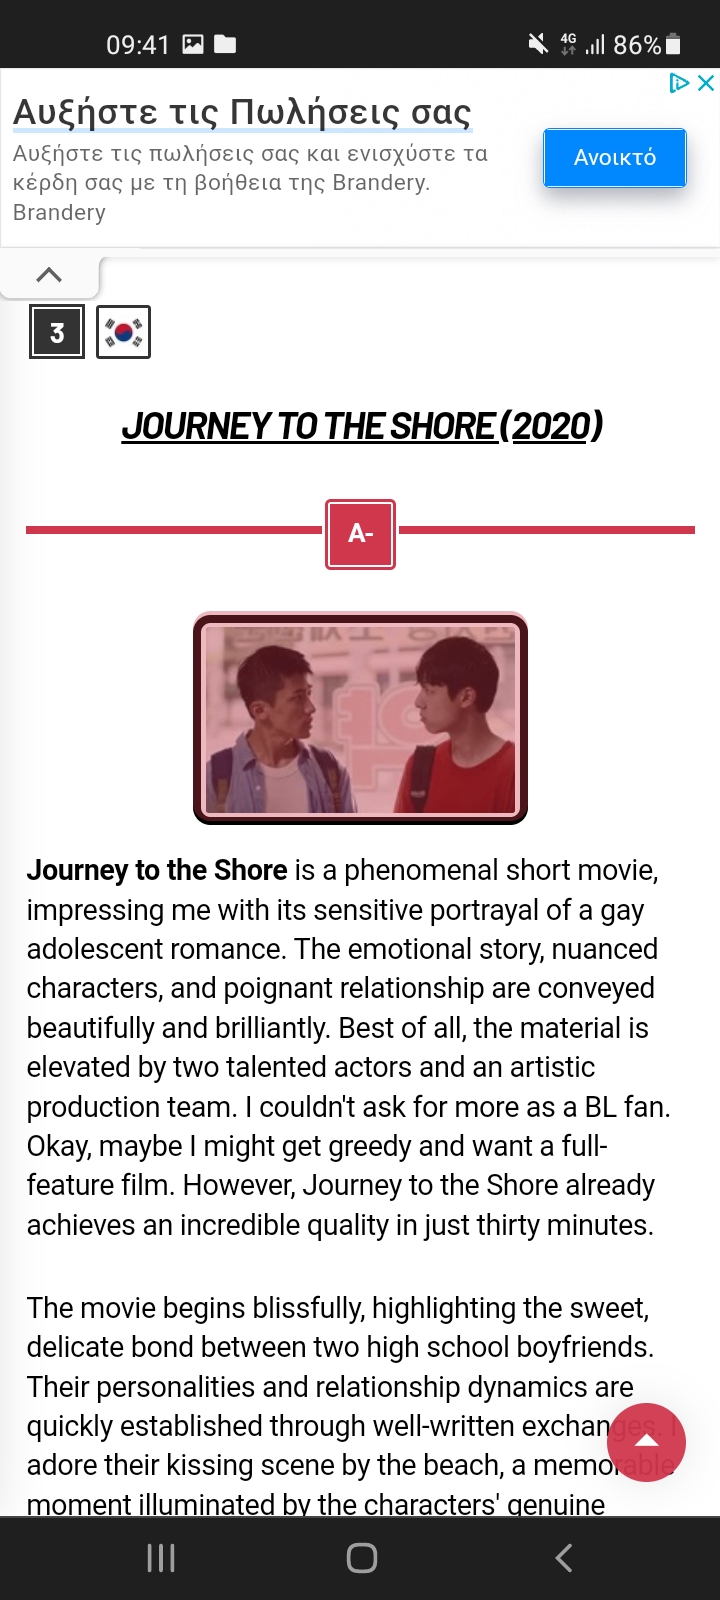 09:41
4G
86%
Αυξήστε τις Πωλήσεις σας
Αυξήστε τις πωλήσεις σας και ενισχύστε τα
κέρδη σας με τη βοήθεια της Brandery.
Brandery
Ανοικτό
3
JOURNEY TO THE SHORE (2020)
A-
Journey to the Shore is a phenomenal short movie,
impressing me with its sensitive portrayal of a gay
adolescent romance. The emotional story, nuanced
characters, and poignant relationship are conveyed
beautifully and brilliantly. Best of all, the material is
elevated by two talented actors and an artistic
production team. I couldn't ask for more as a BL fan.
Okay, maybe I might get greedy and want a full-
feature film. However, Journey to the Shore already
achieves an incredible quality in just thirty minutes.
The movie begins blissfully, highlighting the sweet,
delicate bond between two high school boyfriends.
Their personalities and relationship dynamics are
quickly established through well-written exchanges. I
adore their kissing scene by the beach, a memorable
moment illuminated by the characters' genuine